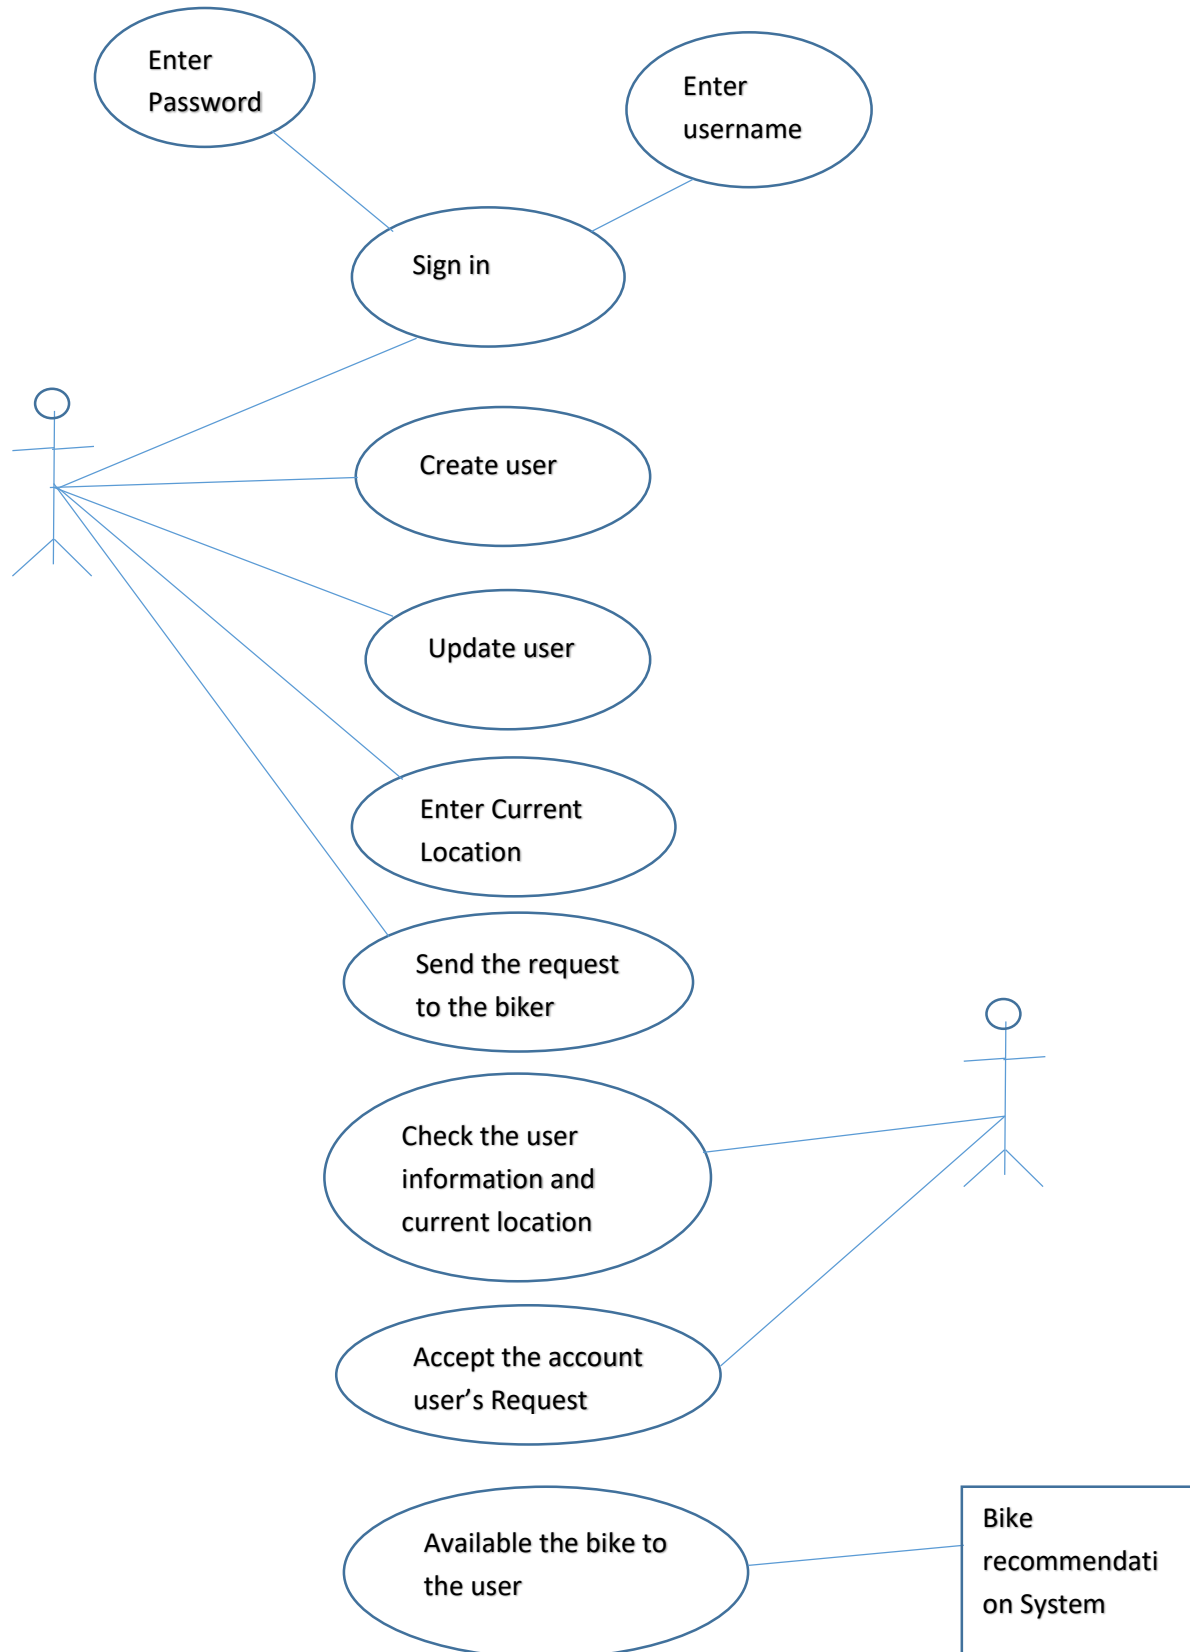 Enter
Password
Enter
username
Sign in
Create user
Update user
Enter Current
Location
Send the request
to the biker
Check the user
information and
current location
Accept the account
user’s Request
Available the bike to
the user
Bike
recommendati
on System